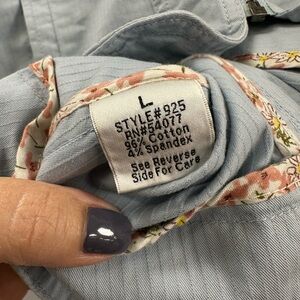 L
STYLE#925
RN#54077
96% Cotton
4% Spandex
See Reverse
Side For Care